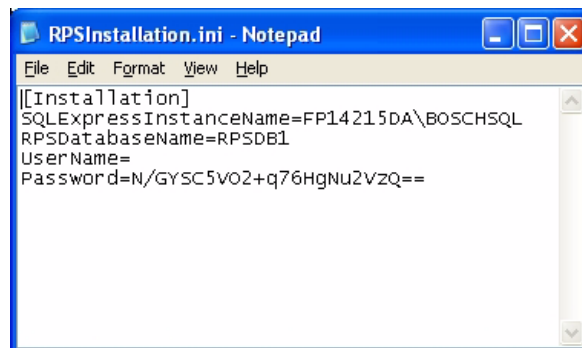 RPSInstallation.ini - Notepad
File Edit Format View Help
[Installation]
SQLExpressInstanceName=FP14215DA\BOSCHSQL
RPSDatabaseName=RPSDB1
UserName=
Password=N/GYSC5VO2+q76HgNu2VzQ==